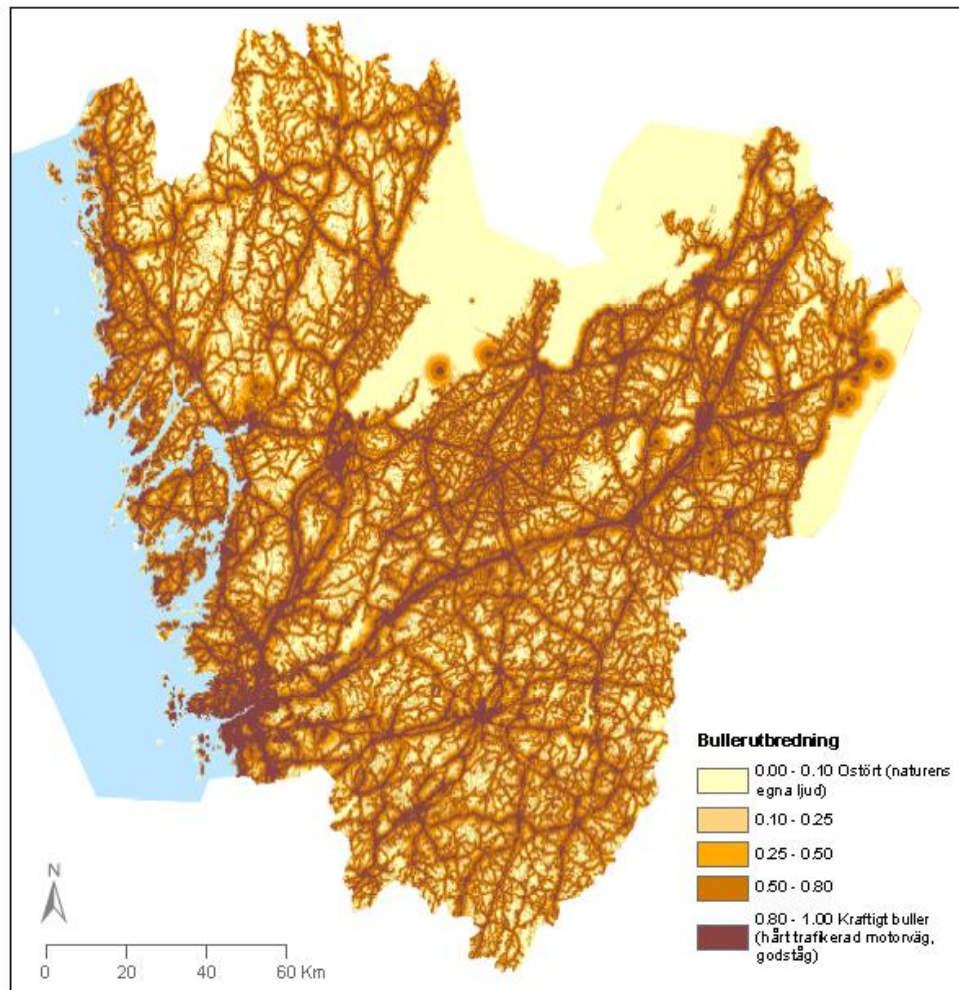 Bullerutbredning
0.00 - 0.10 Ostört (naturens
egna ljud)
0.10 - 0.25
0.25 - 0.50
0.50 - 0.80
0.80 - 1.00 Kraftigt buller
(hårt trafikerad motorväg,
godståg)
N
0 20 40 60 Km